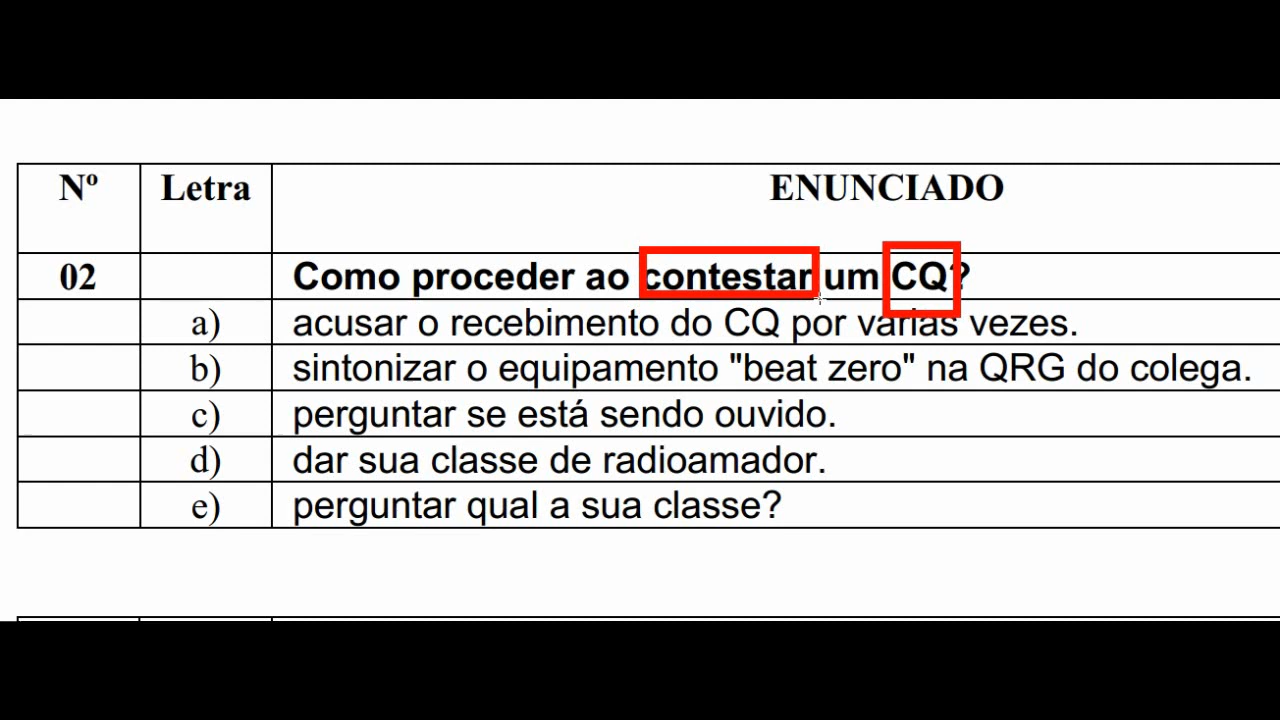 Nº Letra ENUNCIADO
02 Como proceder ao contestar um CQ?
a) acusar o recebimento do CQ por várias vezes.
b) sintonizar o equipamento "beat zero" na QRG do colega.
c) perguntar se está sendo ouvido.
d) dar sua classe de radioamador.
e) perguntar qual a sua classe?